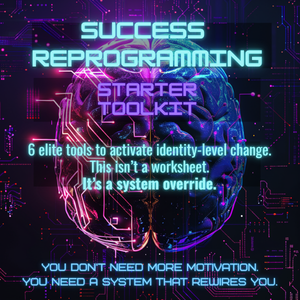 SUCCESS
REPROGRAMMING
STARTER
TOOLKIT
6 elite tools to activate identity-level change.
This isn't a worksheet.
It's a system override.
YOU DON'T NEED MORE MOTIVATION.
YOU NEED A SYSTEM THAT REWIRES YOU.